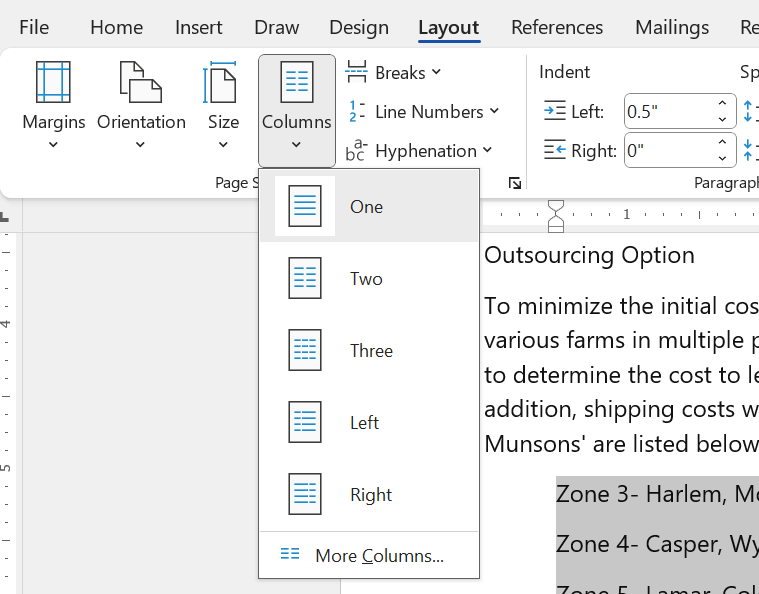 File Home Insert Draw Design Layout References Mailings Re
Margins Orientation Size Columns
Breaks
Line Numbers
Hyphenation
Page S
Indent Sp
Left: 0.5"
Right: 0"
Paragraph
One
Two
Three
Left
Right
More Columns...
1
4
5
Outsourcing Option
To minimize the initial cos
various farms in multiple p
to determine the cost to le
addition, shipping costs w
Munsons' are listed below
Zone 3- Harlem, Mo
Zone 4- Casper, Wy
Zone 5- Lamar, Col